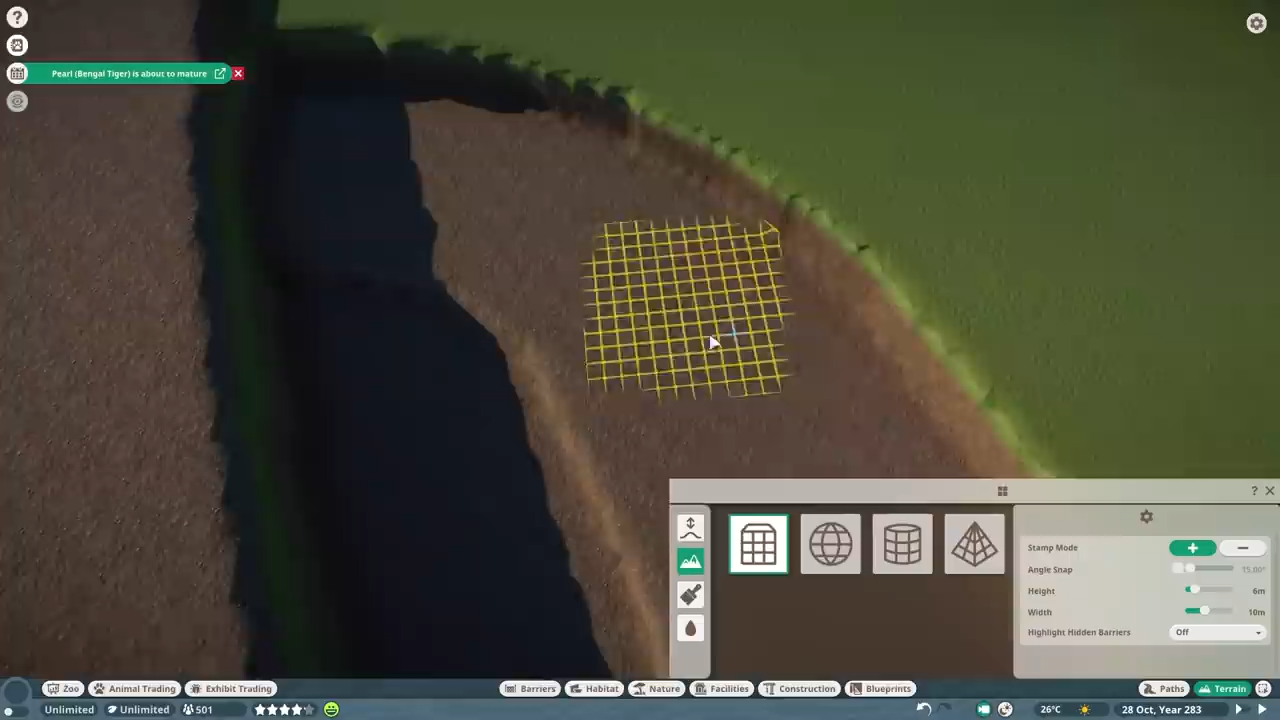 Pearl (Bengal Tiger) is about to mature
Stamp Mode
Angle Snap 15.00°
Height 6m
Width 10m
Highlight Hidden Barriers Off
Zoo Animal Trading Exhibit Trading Barriers Habitat Nature Facilities Construction Blueprints Paths Terrain
Unlimited Unlimited 501 26°C 28 Oct, Year 283